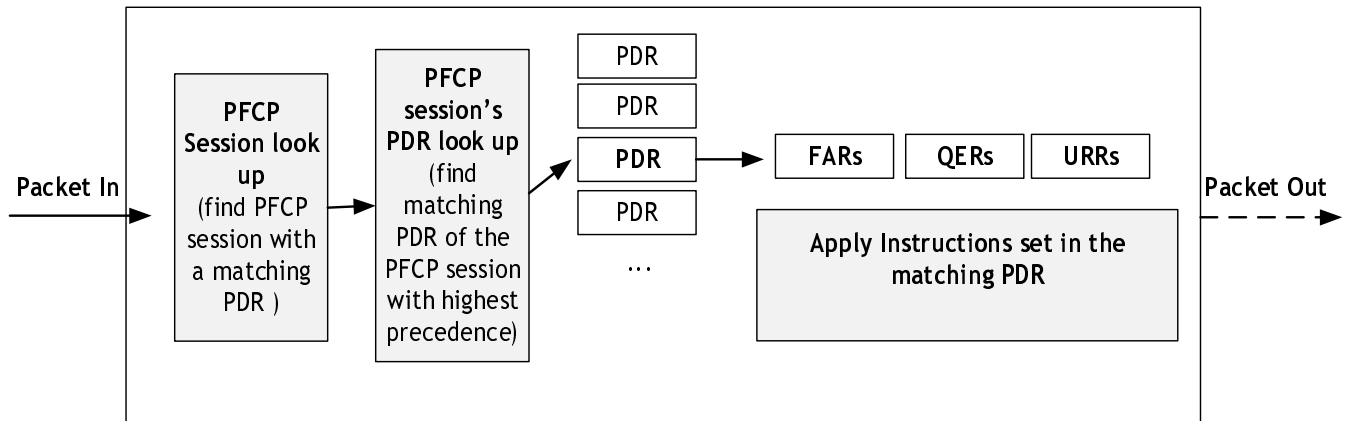 Packet In
PFCP
Session look
up
(find PFCP
session with
a matching
PDR )
PFCP
session's
PDR look up
(find
matching
PDR of the
PFCP session
with highest
precedence)
PDR
PDR
PDR
PDR
...
FARs
QERs
URRs
Apply Instructions set in the
matching PDR
Packet Out